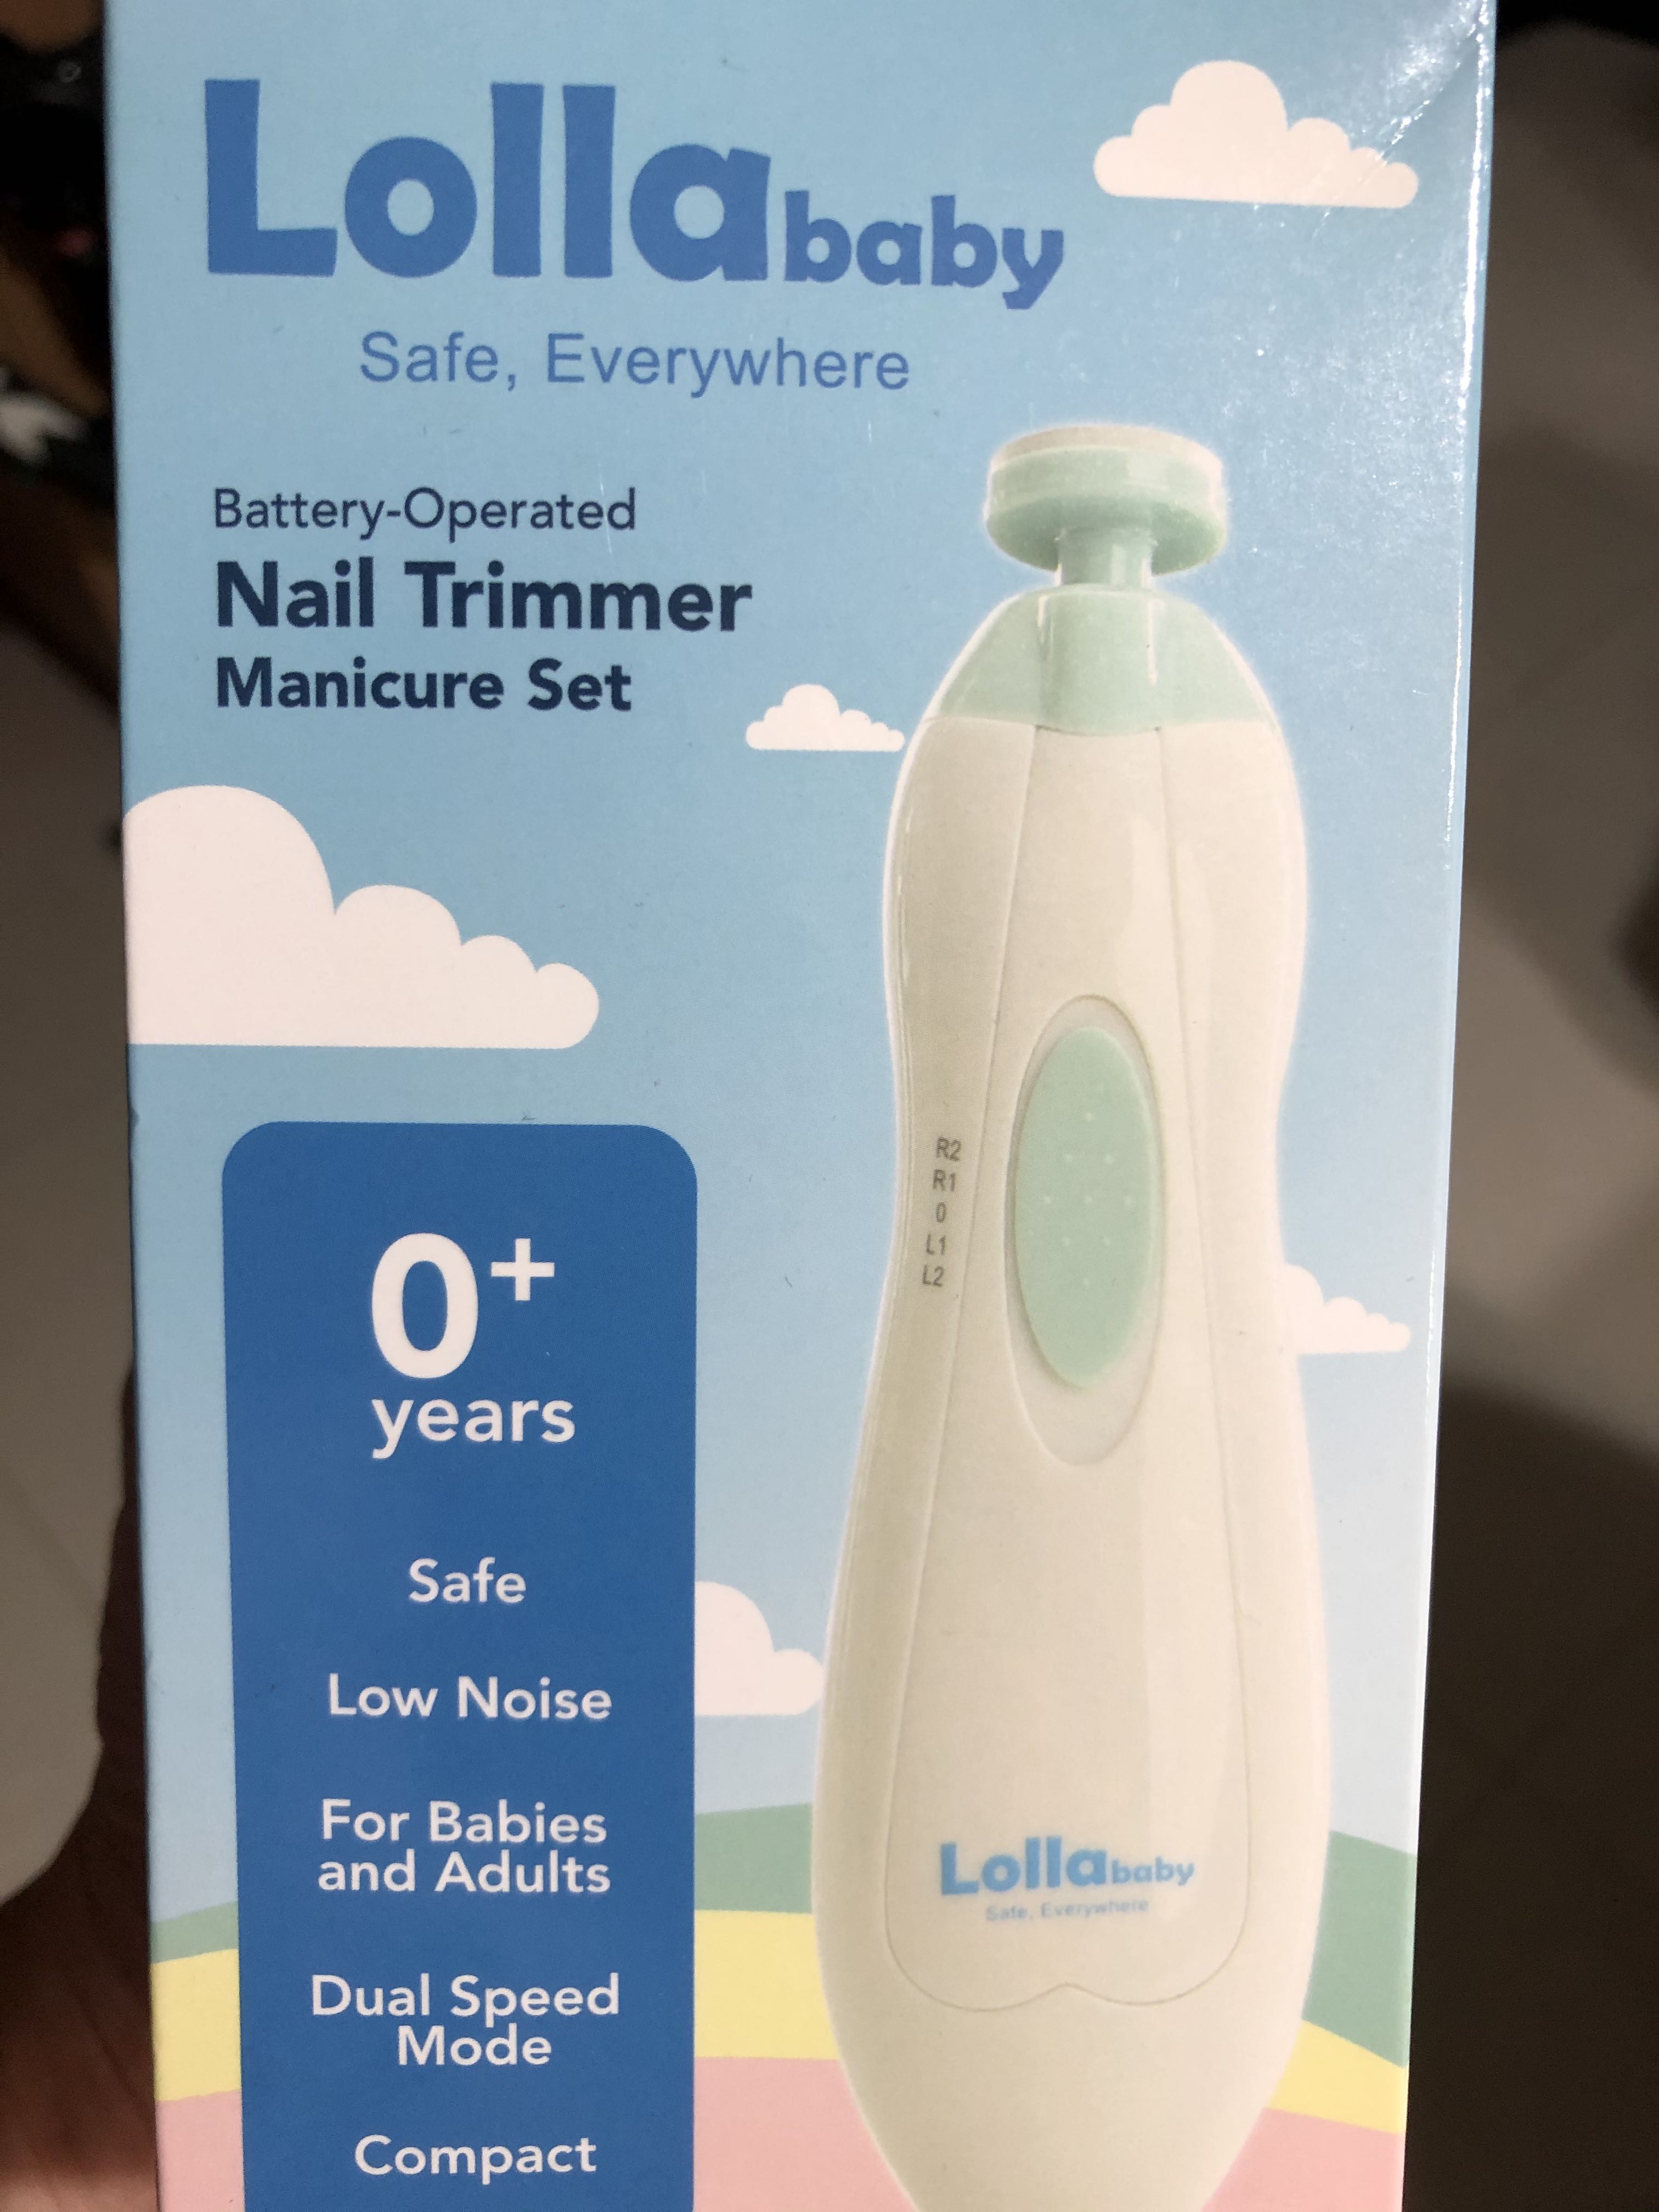 Lollababy
Safe, Everywhere
Battery-Operated
Nail Trimmer
Manicure Set
R2
R1
0
L1
L2
0+
years
Safe
Low Noise
For Babies
and Adults
Dual Speed
Mode
Compact
Lollababy
Safe, Everywhere